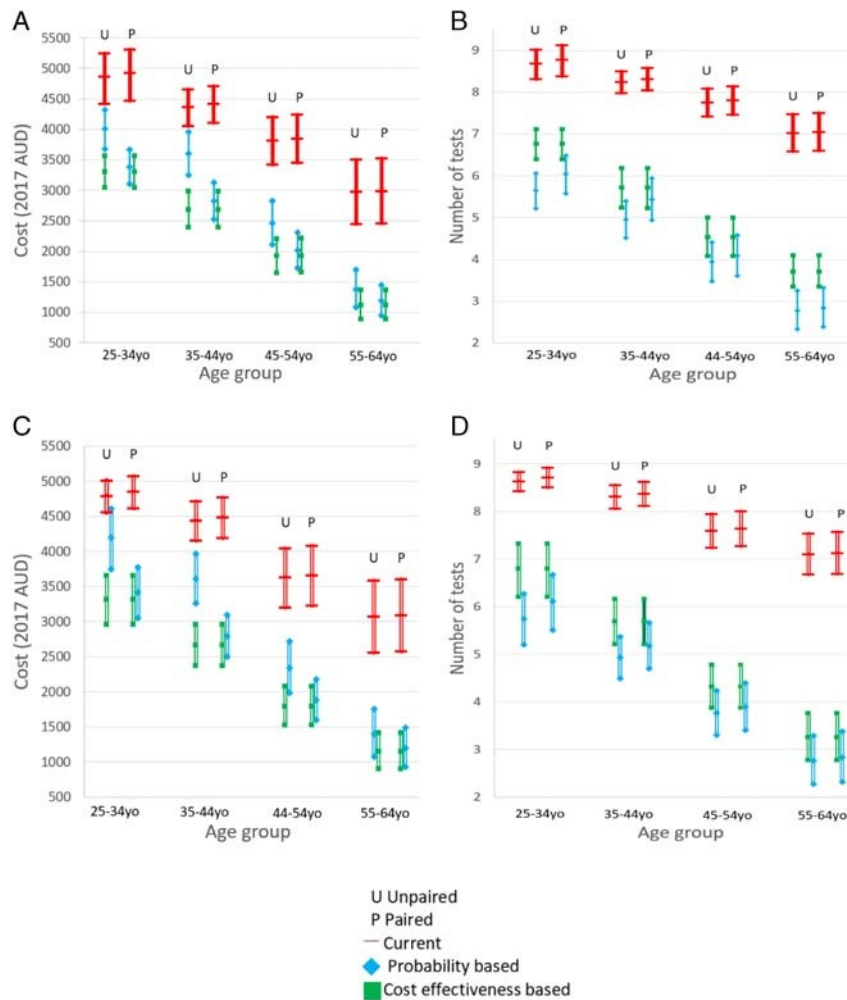 A
U P
U P
U P
U P
Cost (2017 AUD)
5500
5000
4500
4000
3500
3000
2500
2000
1500
1000
500
25-34yo 35-44yo 45-54yo 55-64yo
Age group
B
U P
U P
U P
U P
Number of tests
9
8
7
6
5
4
3
2
25-34yo 35-44yo 44-54yo 55-64yo
Age group
C
U P
U P
U P
U P
Cost (2017 AUD)
5500
5000
4500
4000
3500
3000
2500
2000
1500
1000
500
25-34yo 35-44yo 44-54yo 55-64yo
Age group
D
U P
U P
U P
U P
Number of tests
9
8
7
6
5
4
3
2
25-34yo 35-44yo 45-54yo 55-64yo
Age group
U Unpaired
P Paired
Current
Probability based
Cost effectiveness based